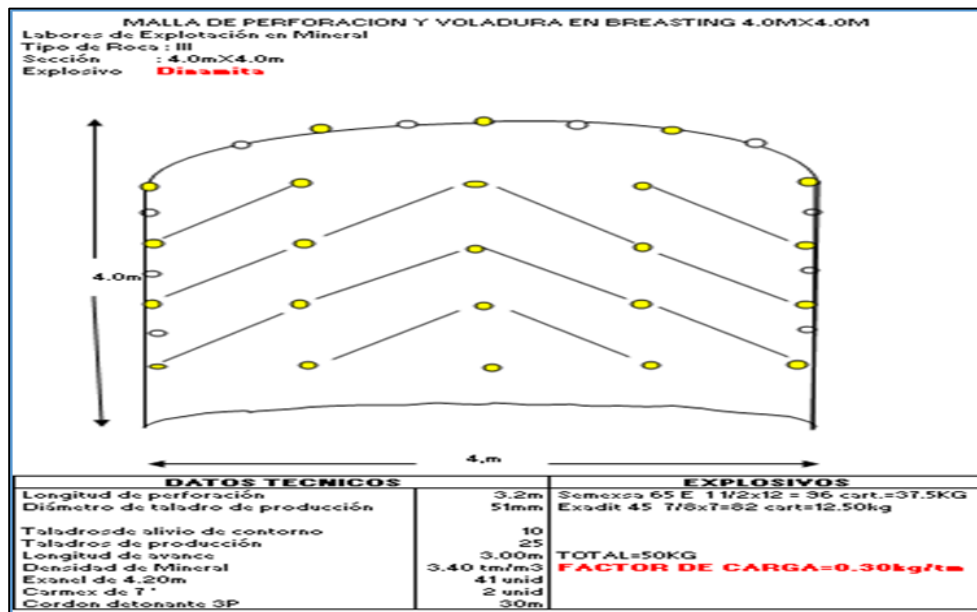 MALLA DE PERFORACION Y VOLADURA EN BREASTING 4.0MX4.0M
Labores de Explotación en Mineral
Tipo de Roca : III
Sección : 4.0mX4.0m
Explosivo Dinamita
4.0m
4,m
DATOS TECNICOS EXPLOSIVOS
Longitud de perforación 3.2m Semexsa 65 E 1 1/2x12 = 96 cart.=37.5KG
Diámetro de taladro de producción 51mm Exadit 45 7/8x7=82 cart=12.50kg
Taladrosde alivio de contorno 10
Taladros de producción 25
Longitud de avance 3.00m TOTAL=50KG
Densidad de Mineral 3.40 tm/m3 FACTOR DE CARGA=0.30kg/tm
Exanel de 4.20m 41 unid
Carmex de 7' 2 unid
Cordon detonante 3P 30m